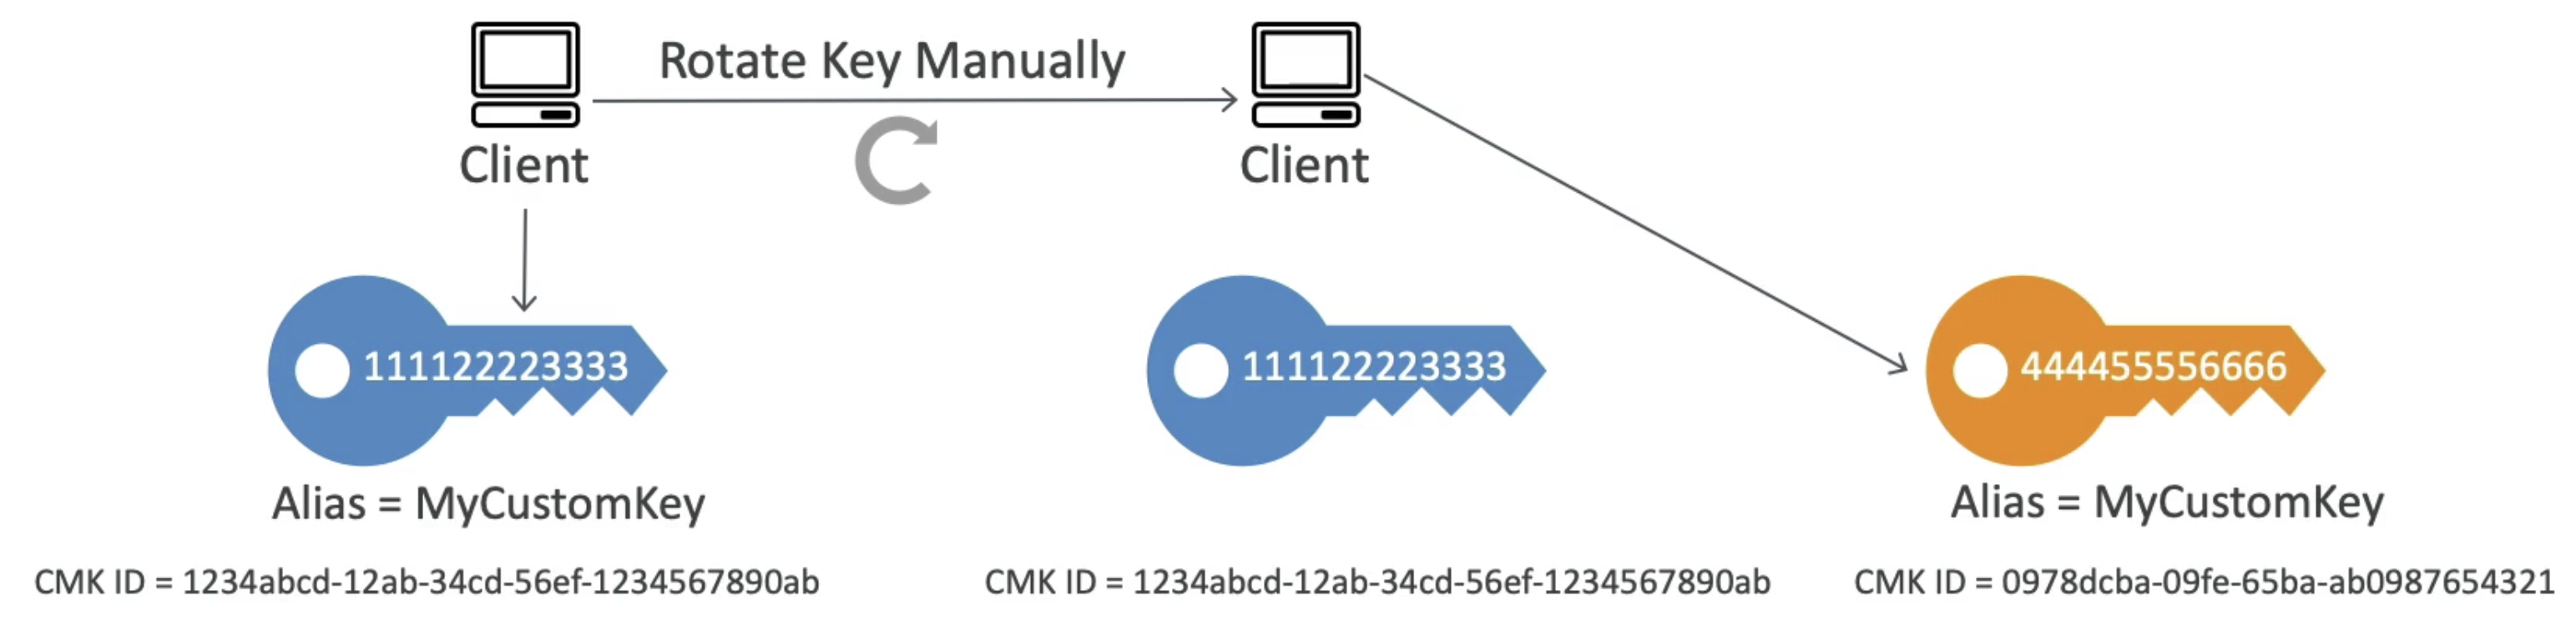 Rotate Key Manually
Client
Client
111122223333
111122223333
444455556666
Alias = MyCustomKey
Alias = MyCustomKey
CMK ID = 1234abcd-12ab-34cd-56ef-1234567890ab
CMK ID = 1234abcd-12ab-34cd-56ef-1234567890ab
CMK ID = 0978dcba-09fe-65ba-ab0987654321